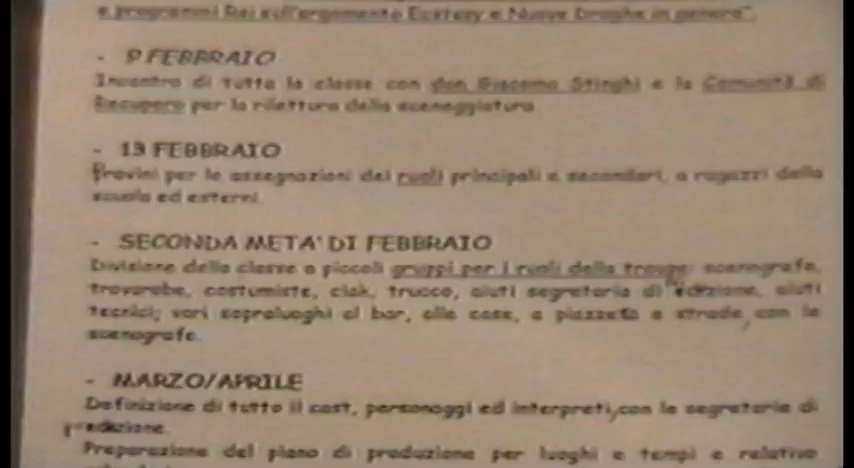 e programmi Rai sull'argomento Ecstasy e Nuove Droghe in genere".
- 9 FEBBRAIO
Incontro di tutta la classe con don Giacomo Stinghi e la Comunità di
Recupero per la rilettura della sceneggiatura
- 13 FEBBRAIO
Provini per le assegnazioni dei ruoli principali e secondari, a ragazzi della
scuola ed esterni.
- SECONDA META' DI FEBBRAIO
Divisione della classe a piccoli gruppi per i ruoli della troupe: scenografe,
trovarobe, costumiste, ciak, trucco, aiuti segretaria di edizione, aiuti
tecnici; vari sopraluoghi al bar, alle case, a piazzeta e strade, con le
scenografe.
- MARZO/APRILE
Definizione di tutto il cast, personaggi ed interpreti, con le segretarie di
edizione.
Preparazione del piano di produzione per luoghi e tempi e relativo